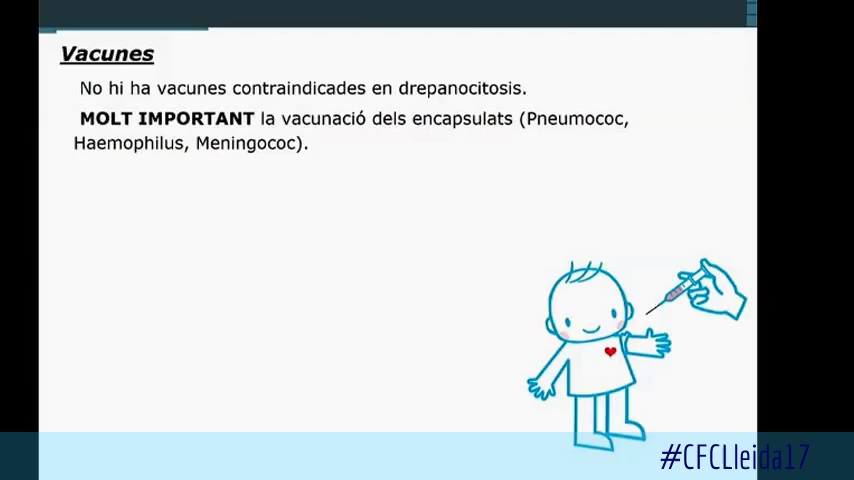 Vacunes
No hi ha vacunes contraindicades en drepanocitosis.
MOLT IMPORTANT la vacunació dels encapsulats (Pneumococ,
Haemophilus, Meningococ).
#CFCLleida17